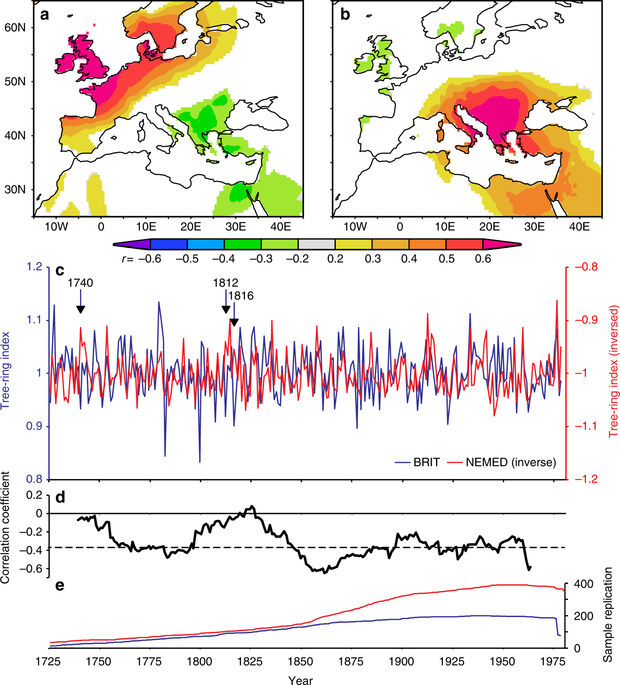 a
b
65N
60N
50N
40N
30N
10W 0 10E 20E 30E 40E
10W 0 10E 20E 30E 40E
r= −0.6 −0.5 −0.4 −0.3 −0.2 0.2 0.3 0.4 0.5 0.6
c
1740
1812
1816
Tree-ring index
1.2
1.1
1
0.9
0.8
−0.8
−0.9
−1
−1.1
−1.2
Tree-ring index (inversed)
BRIT
NEMED (inverse)
d
Correlation coefficient
0.2
0
−0.2
−0.4
−0.6
e
400
200
0
Sample replication
1725 1750 1775 1800 1825 1850 1875 1900 1925 1950 1975
Year